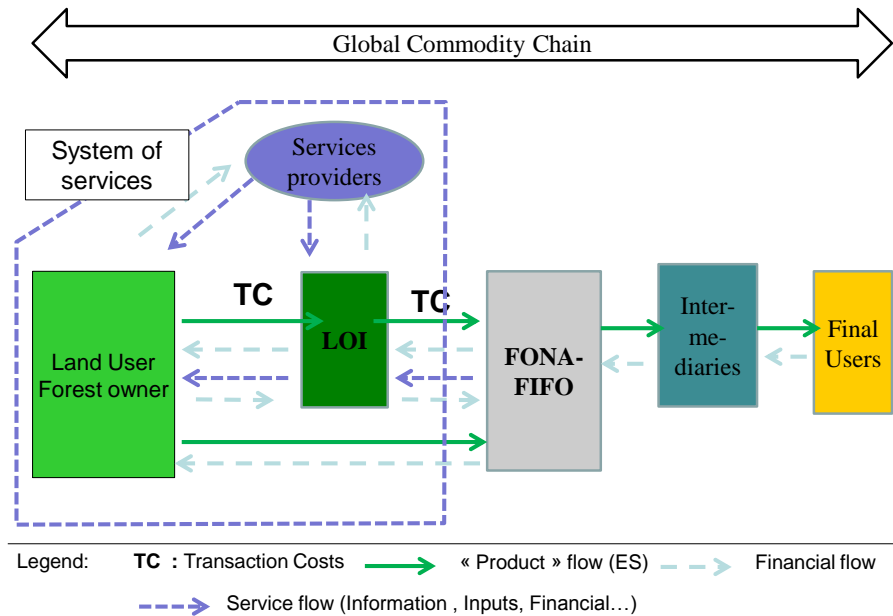 Global Commodity Chain
System of
services
Services
providers
TC
TC
Land User
Forest owner
LOI
FONA-
FIFO
Inter-
me-
diaries
Final
Users
Legend:
TC : Transaction Costs
« Product » flow (ES)
Financial flow
Service flow (Information , Inputs, Financial…)